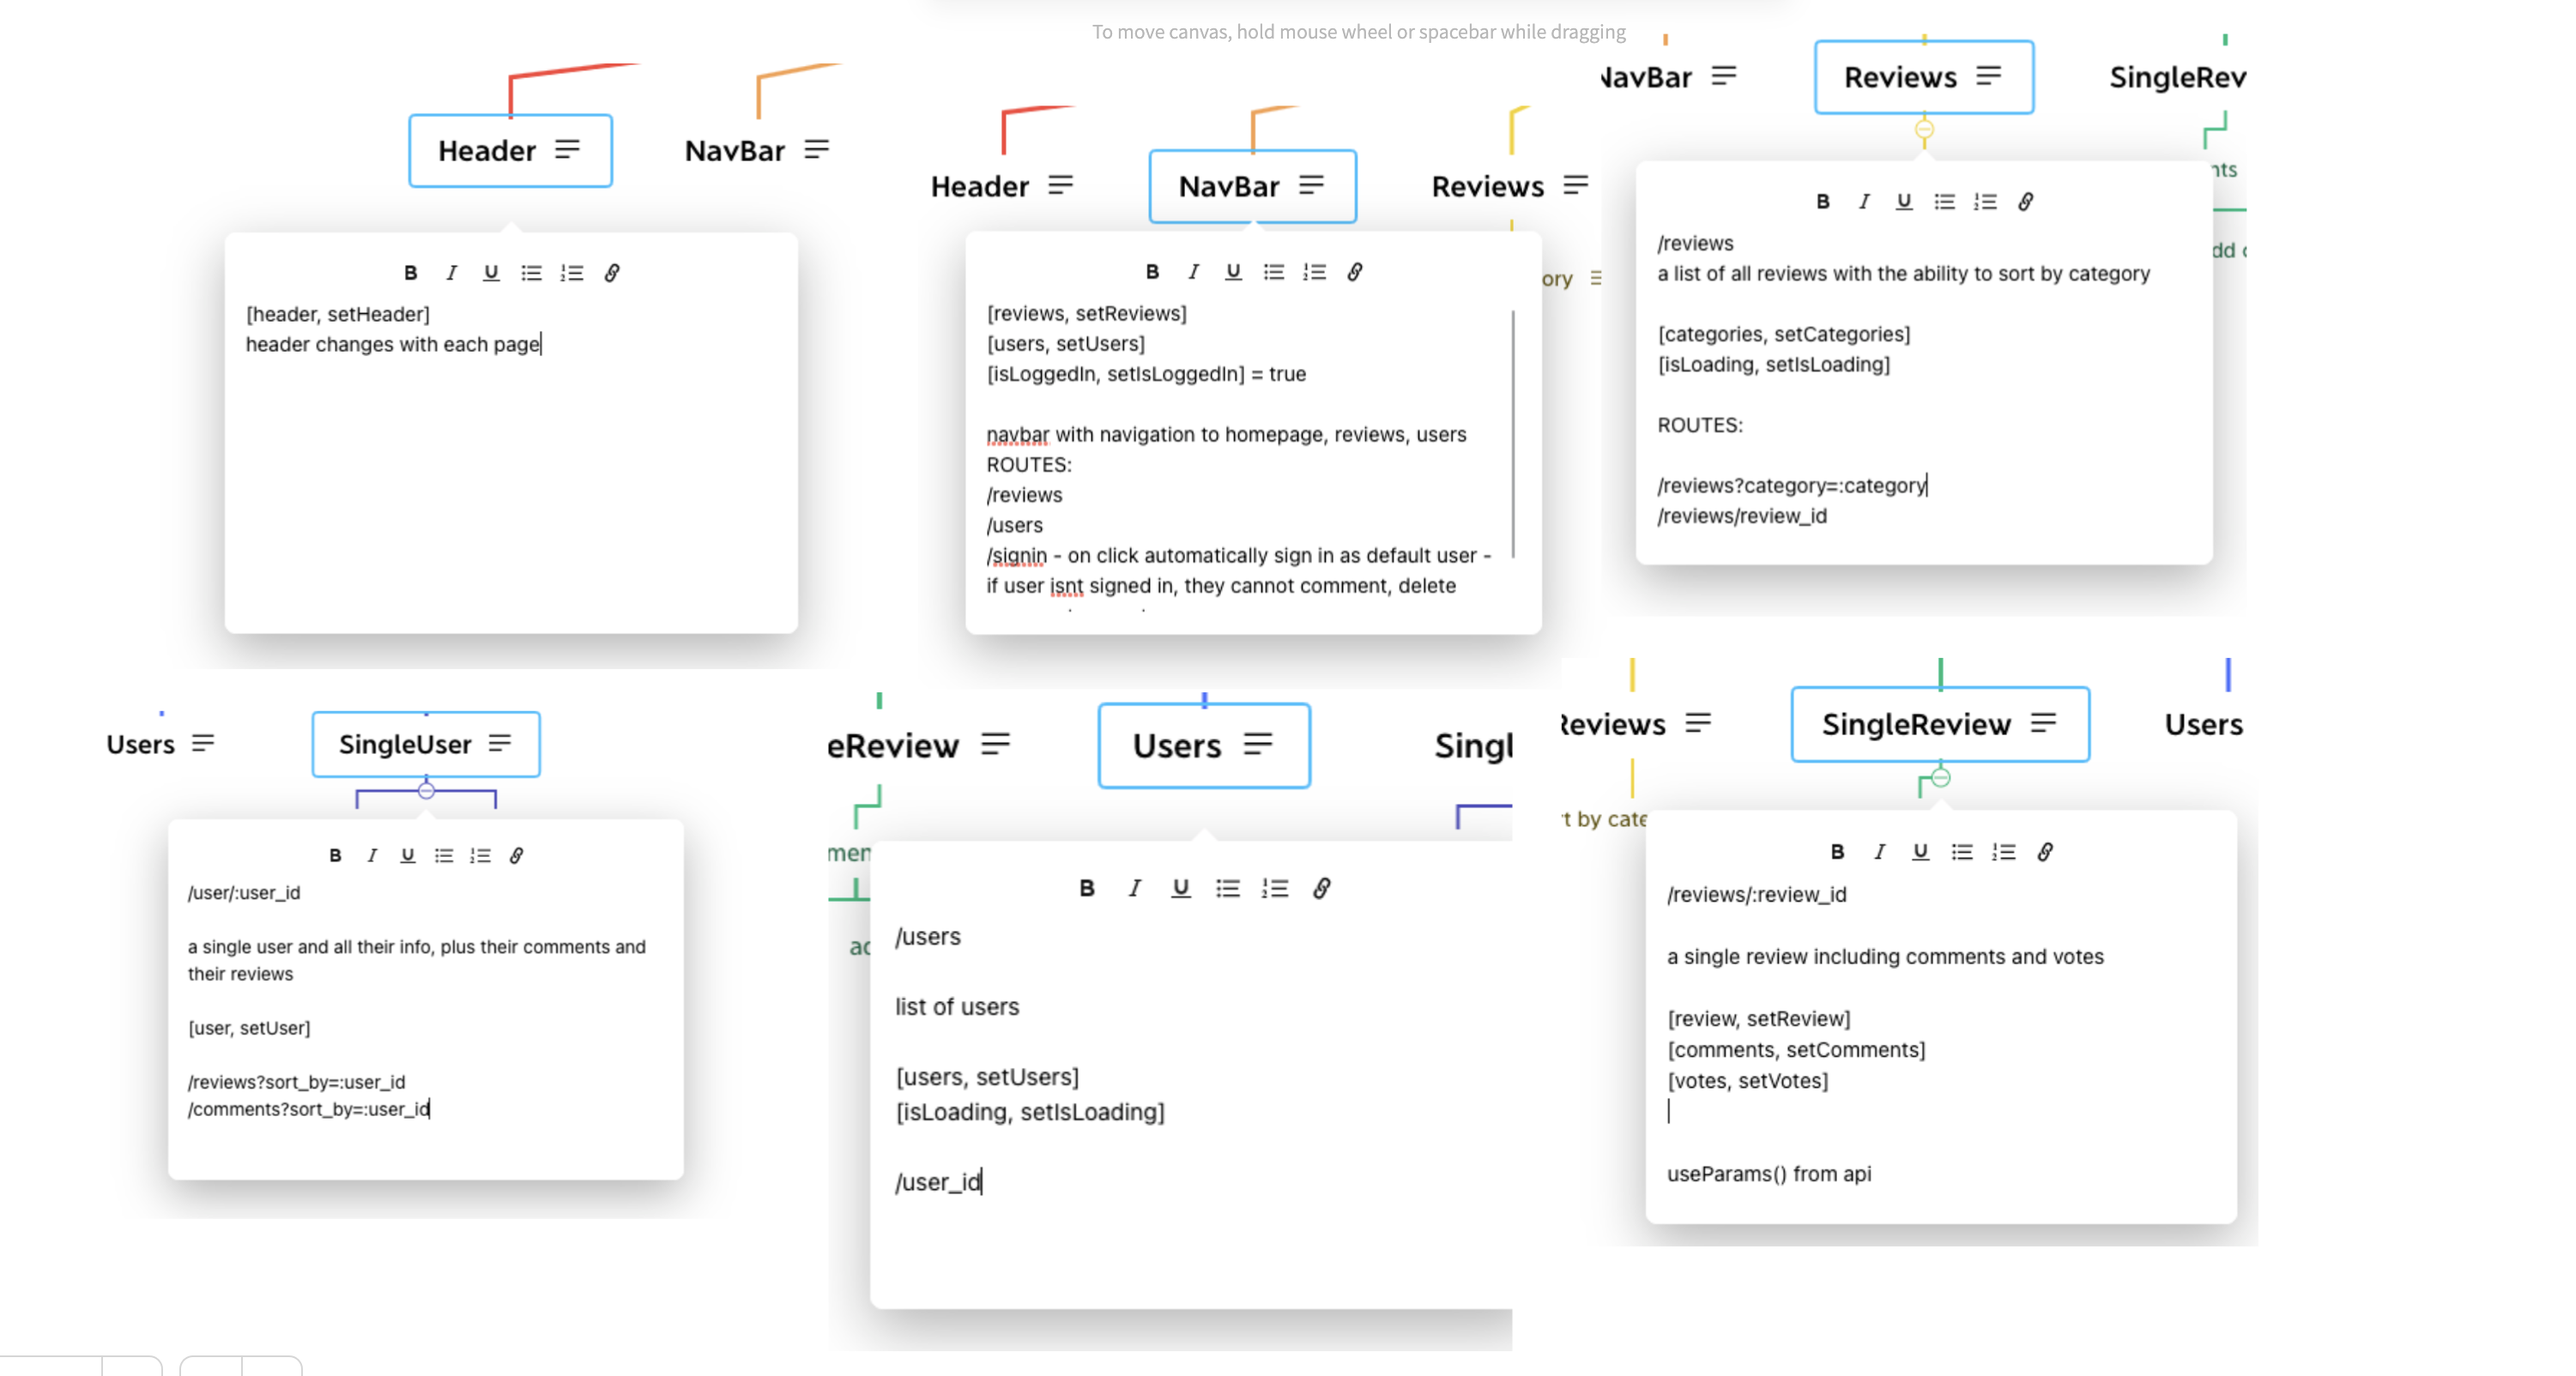 To move canvas, hold mouse wheel or spacebar while dragging
Header
NavBar
B I U
[header, setHeader]
header changes with each page
Header
NavBar
Reviews
ory
B I U
[reviews, setReviews]
[users, setUsers]
[isLoggedIn, setIsLoggedIn] = true
navbar with navigation to homepage, reviews, users
ROUTES:
/reviews
/users
/signin - on click automatically sign in as default user -
if user isnt signed in, they cannot comment, delete
NavBar
Reviews
SingleRev
nts
dd
B I U
/reviews
a list of all reviews with the ability to sort by category
[categories, setCategories]
[isLoading, setIsLoading]
ROUTES:
/reviews?category=:category
/reviews/review_id
Users
SingleUser
B I U
/user/:user_id
a single user and all their info, plus their comments and
their reviews
[user, setUser]
/reviews?sort_by=:user_id
/comments?sort_by=:user_id
eReview
Users
Singl
men
ad
B I U
/users
list of users
[users, setUsers]
[isLoading, setIsLoading]
/user_id
Reviews
SingleReview
Users
t by cate
B I U
/reviews/:review_id
a single review including comments and votes
[review, setReview]
[comments, setComments]
[votes, setVotes]
useParams() from api